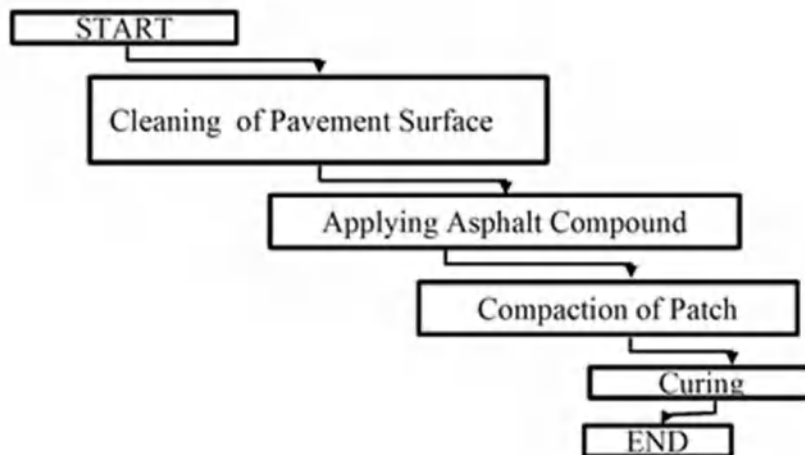 START
Cleaning of Pavement Surface
Applying Asphalt Compound
Compaction of Patch
Curing
END